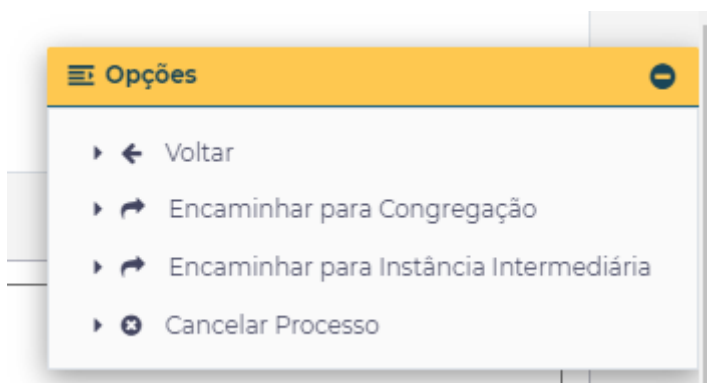 Opções
Voltar
Encaminhar para Congregação
Encaminhar para Instância Intermediária
Cancelar Processo